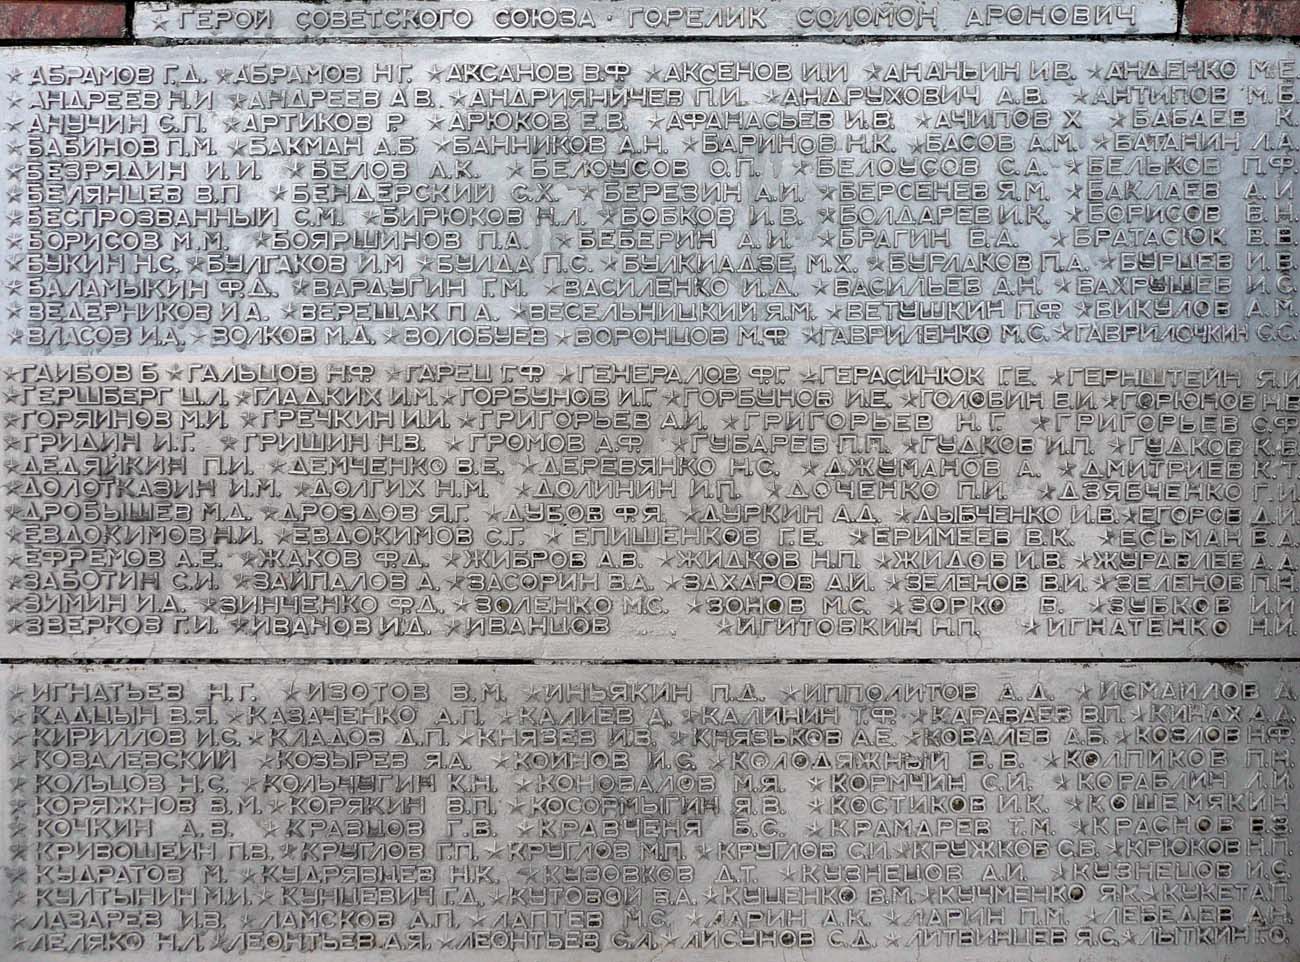 ★ ГЕРОЙ СОВЕТСКОГО СОЮЗА · ГОРЕЛИК СОЛОМОН АРОНОВИЧ
★ АБРАМОВ Г.Д. ★ АБРАМОВ Н.Г. ★ АКСАНОВ В.Ф. ★ АКСЕНОВ И.И ★ АНАНЬИН И.В. ★ АНДЕНКО М.Е
★ АНДРЕЕВ Н.И ★ АНДРЕЕВ А.В. ★ АНДРИЯНИЧЕВ П.И. ★ АНДРУХОВИЧ А.В. ★ АНТИПОВ М.В.
★ АНУЧИН С.П. ★ АРТИКОВ Р. ★ АРЮКОВ Е.В. ★ АФАНАСЬЕВ И.В. ★ АЧИПОВ Х ★ БАБАЕВ К.
★ БАБИНОВ П.М. ★ БАКМАН А.Б ★ БАННИКОВ А.Н. ★ БАРИНОВ Н.К. ★ БАСОВ А.М. ★ БАТАНИН Л.А.
★ БЕЗРЯДИН И.И. ★ БЕЛОВ А.К. ★ БЕЛОУСОВ О.П. ★ БЕЛОУСОВ С.А. ★ БЕЛЬКОВ П.Ф.
★ БЕЛЯНЦЕВ В.П ★ БЕНДЕРСКИЙ С.Х. ★ БЕРЕЗИН А.И. ★ БЕРСЕНЕВ Я.М. ★ БАКЛАЕВ А.И
★ БЕСПРОЗВАННЫЙ С.М. ★ БИРЮКОВ Н.Л. ★ БОБКОВ И.В. ★ БОЛДАРЕВ И.К. ★ БОРИСОВ В.Н.
★ БОРИСОВ М.М. ★ БОЯРШИНОВ П.А. ★ БЕБЕРИН А.И. ★ БРАГИН В.А. ★ БРАТАСЮК В.В
★ БУКИН Н.С. ★ БУЛГАКОВ И.М ★ БУЛДА П.С. ★ БУЛКИАДЗЕ М.Х. ★ БУРЛАКОВ П.А. ★ БУРЦЕВ И.В.
★ БАЛАМЫКИН Ф.Д. ★ ВАРДУГИН Г.М. ★ ВАСИЛЕНКО И.Д. ★ ВАСИЛЬЕВ А.Н. ★ ВАХРУШЕВ И.С.
★ ВЕДЕРНИКОВ И.А. ★ ВЕРЕЩАК П.А. ★ ВЕСЕЛЬНИЦКИЙ Я.М. ★ ВЕТУШКИН П.Ф. ★ ВИКУЛОВ А.М
★ ВЛАСОВ И.А. ★ ВОЛКОВ М.Д. ★ ВОЛОБУЕВ ★ ВОРОНЦОВ М.Ф. ★ ГАВРИЛЕНКО М.С. ★ ГАВРИЛОЧКИН С.С.
★ ГАИБОВ Б ★ ГАЛЬЦОВ Н.Ф. ★ ГАРЕЦ Г.Ф. ★ ГЕНЕРАЛОВ Ф.Г. ★ ГЕРАСИНЮК Г.Е. ★ ГЕРНШТЕЙН Я.И
★ ГЕРШБЕРГ Ц.Л. ★ ГЛАДКИХ И.М. ★ ГОРБУНОВ И.Г ★ ГОРБУНОВ И.Е. ★ ГОЛОВИН Е.И. ★ ГОРЮНОВ Н.Е
★ ГОРЯИНОВ М.И ★ ГРЕЧКИН И.И. ★ ГРИГОРЬЕВ А.И. ★ ГРИГОРЬЕВ Н.Г. ★ ГРИГОРЬЕВ С.Ф.
★ ГРИДИН И.Г. ★ ГРИШИН Н.В. ★ ГРОМОВ А.Ф. ★ ГУБАРЕВ П.П. ★ ГУДКОВ И.П. ★ ГУДКОВ К.В.
★ ДЕДЯЙКИН П.И. ★ ДЕМЧЕНКО В.Е. ★ ДЕРЕВЯНКО Н.С. ★ ДЖУМАНОВ А. ★ ДМИТРИЕВ К.Т.
★ ДОЛОТКАЗИН И.М. ★ ДОЛГИХ Н.М. ★ ДОЛИНИН И.П. ★ ДОЧЕНКО П.И. ★ ДЗЯБЧЕНКО Г.И
★ ДРОБЫШЕВ М.Д. ★ ДРОЗДОВ Я.Г. ★ ДУБОВ Ф.Я. ★ ДУРКИН А.Д. ★ ДЫБЧЕНКО И.В. ★ ЕГОРОВ Д.И
★ ЕВДОКИМОВ Н.И. ★ ЕВДОКИМОВ С.Г. ★ ЕПИШЕНКОВ Г.Е. ★ ЕРИМЕЕВ В.К. ★ ЕСЬМАН В.А.
★ ЕФРЕМОВ А.Е. ★ ЖАКОВ Ф.Д. ★ ЖИБРОВ А.В. ★ ЖИДКОВ Н.П. ★ ЖИДОВ И.В. ★ ЖУРАВЛЕВ А.А
★ ЗАБОТИН С.И. ★ ЗАЙПАЛОВ А. ★ ЗАСОРИН В.А. ★ ЗАХАРОВ А.И. ★ ЗЕЛЕНОВ В.И. ★ ЗЕЛЕНОВ П.Н.
★ ЗИМИН И.А. ★ ЗИНЧЕНКО Ф.Д. ★ ЗОЛЕНКО М.С. ★ ЗОНОВ М.С. ★ ЗОРКО В. ★ ЗУБКОВ И.И
★ ЗВЕРКОВ Г.И. ★ ИВАНОВ И.Д. ★ ИВАНЦОВ ★ ИГИТОВКИН Н.П. ★ ИГНАТЕНКО Н.И.
★ ИГНАТЬЕВ Н.Г. ★ ИЗОТОВ В.М. ★ ИНЬЯКИН П.Д. ★ ИППОЛИТОВ А.Д. ★ ИСМАИЛОВ Д.
★ КАДЦЫН В.Я. ★ КАЗАЧЕНКО А.П. ★ КАЛИЕВ Д. ★ КАЛИНИН Т.Ф. ★ КАРАВАЕВ В.П. ★ КИНАХ Д.Д.
★ КИРИЛЛОВ И.С. ★ КЛАДОВ Д.П. ★ КНЯЗЕВ И.В. ★ КНЯЗЬКОВ А.Е. ★ КОВАЛЕВ А.Б. ★ КОЗЛОВ Н.Ф.
★ КОВАЛЕВСКИЙ ★ КОЗЫРЕВ Я.А. ★ КОИНОВ И.С. ★ КОЛОДЯЖНЫЙ В.В. ★ КОЛПИКОВ П.Н.
★ КОЛЬЦОВ Н.С. ★ КОЛЬЧУГИН К.Н. ★ КОНОВАЛОВ М.Я. ★ КОРМЧИН С.И. ★ КОРАБЛИН Л.И
★ КОРЯЖНОВ В.М. ★ КОРЯКИН В.П. ★ КОСОРМЫГИН Я.В. ★ КОСТИКОВ И.К. ★ КОШЕМЯКИН
★ КОЧКИН А.В. ★ КРАВЦОВ Г.В. ★ КРАВЧЕНЯ Б.С. ★ КРАМАРЕВ Т.М. ★ КРАСНОВ В.В
★ КРИВОШЕИН П.В. ★ КРУГЛОВ Г.П. ★ КРУГЛОВ М.П. ★ КРУГЛОВ С.И. ★ КРУЖКОВ С.В. ★ КРЮКОВ Н.П.
★ КУДРАТОВ М. ★ КУДРЯВЦЕВ Н.К ★ КУЗОВКОВ Д.Т. ★ КУЗНЕЦОВ А.И. ★ КУЗНЕЦОВ И.С.
★ КУЛТЫГИН М.И. ★ КУНЦЕВИЧ Г.Д. ★ КУТОВОЙ В.А. ★ КУЦЕНКО В.М. ★ КУЧМЕНКО Я.К. ★ КУКЕТА П.
★ ЛАЗАРЕВ И.В. ★ ЛАМСКОВ А.П. ★ ЛАПТЕВ М.С. ★ ЛАРИН А.К. ★ ЛАРИН П.М. ★ ЛЕБЕДЕВ А.Н.
★ ЛЕЛЯКО Н.Л. ★ ЛЕОНТЬЕВ А.Я. ★ ЛЕОНТЬЕВ С.А. ★ ЛИСУНОВ С.Д. ★ ЛИТВИНЦЕВ Я.С. ★ ЛЫТКИН Г.О.